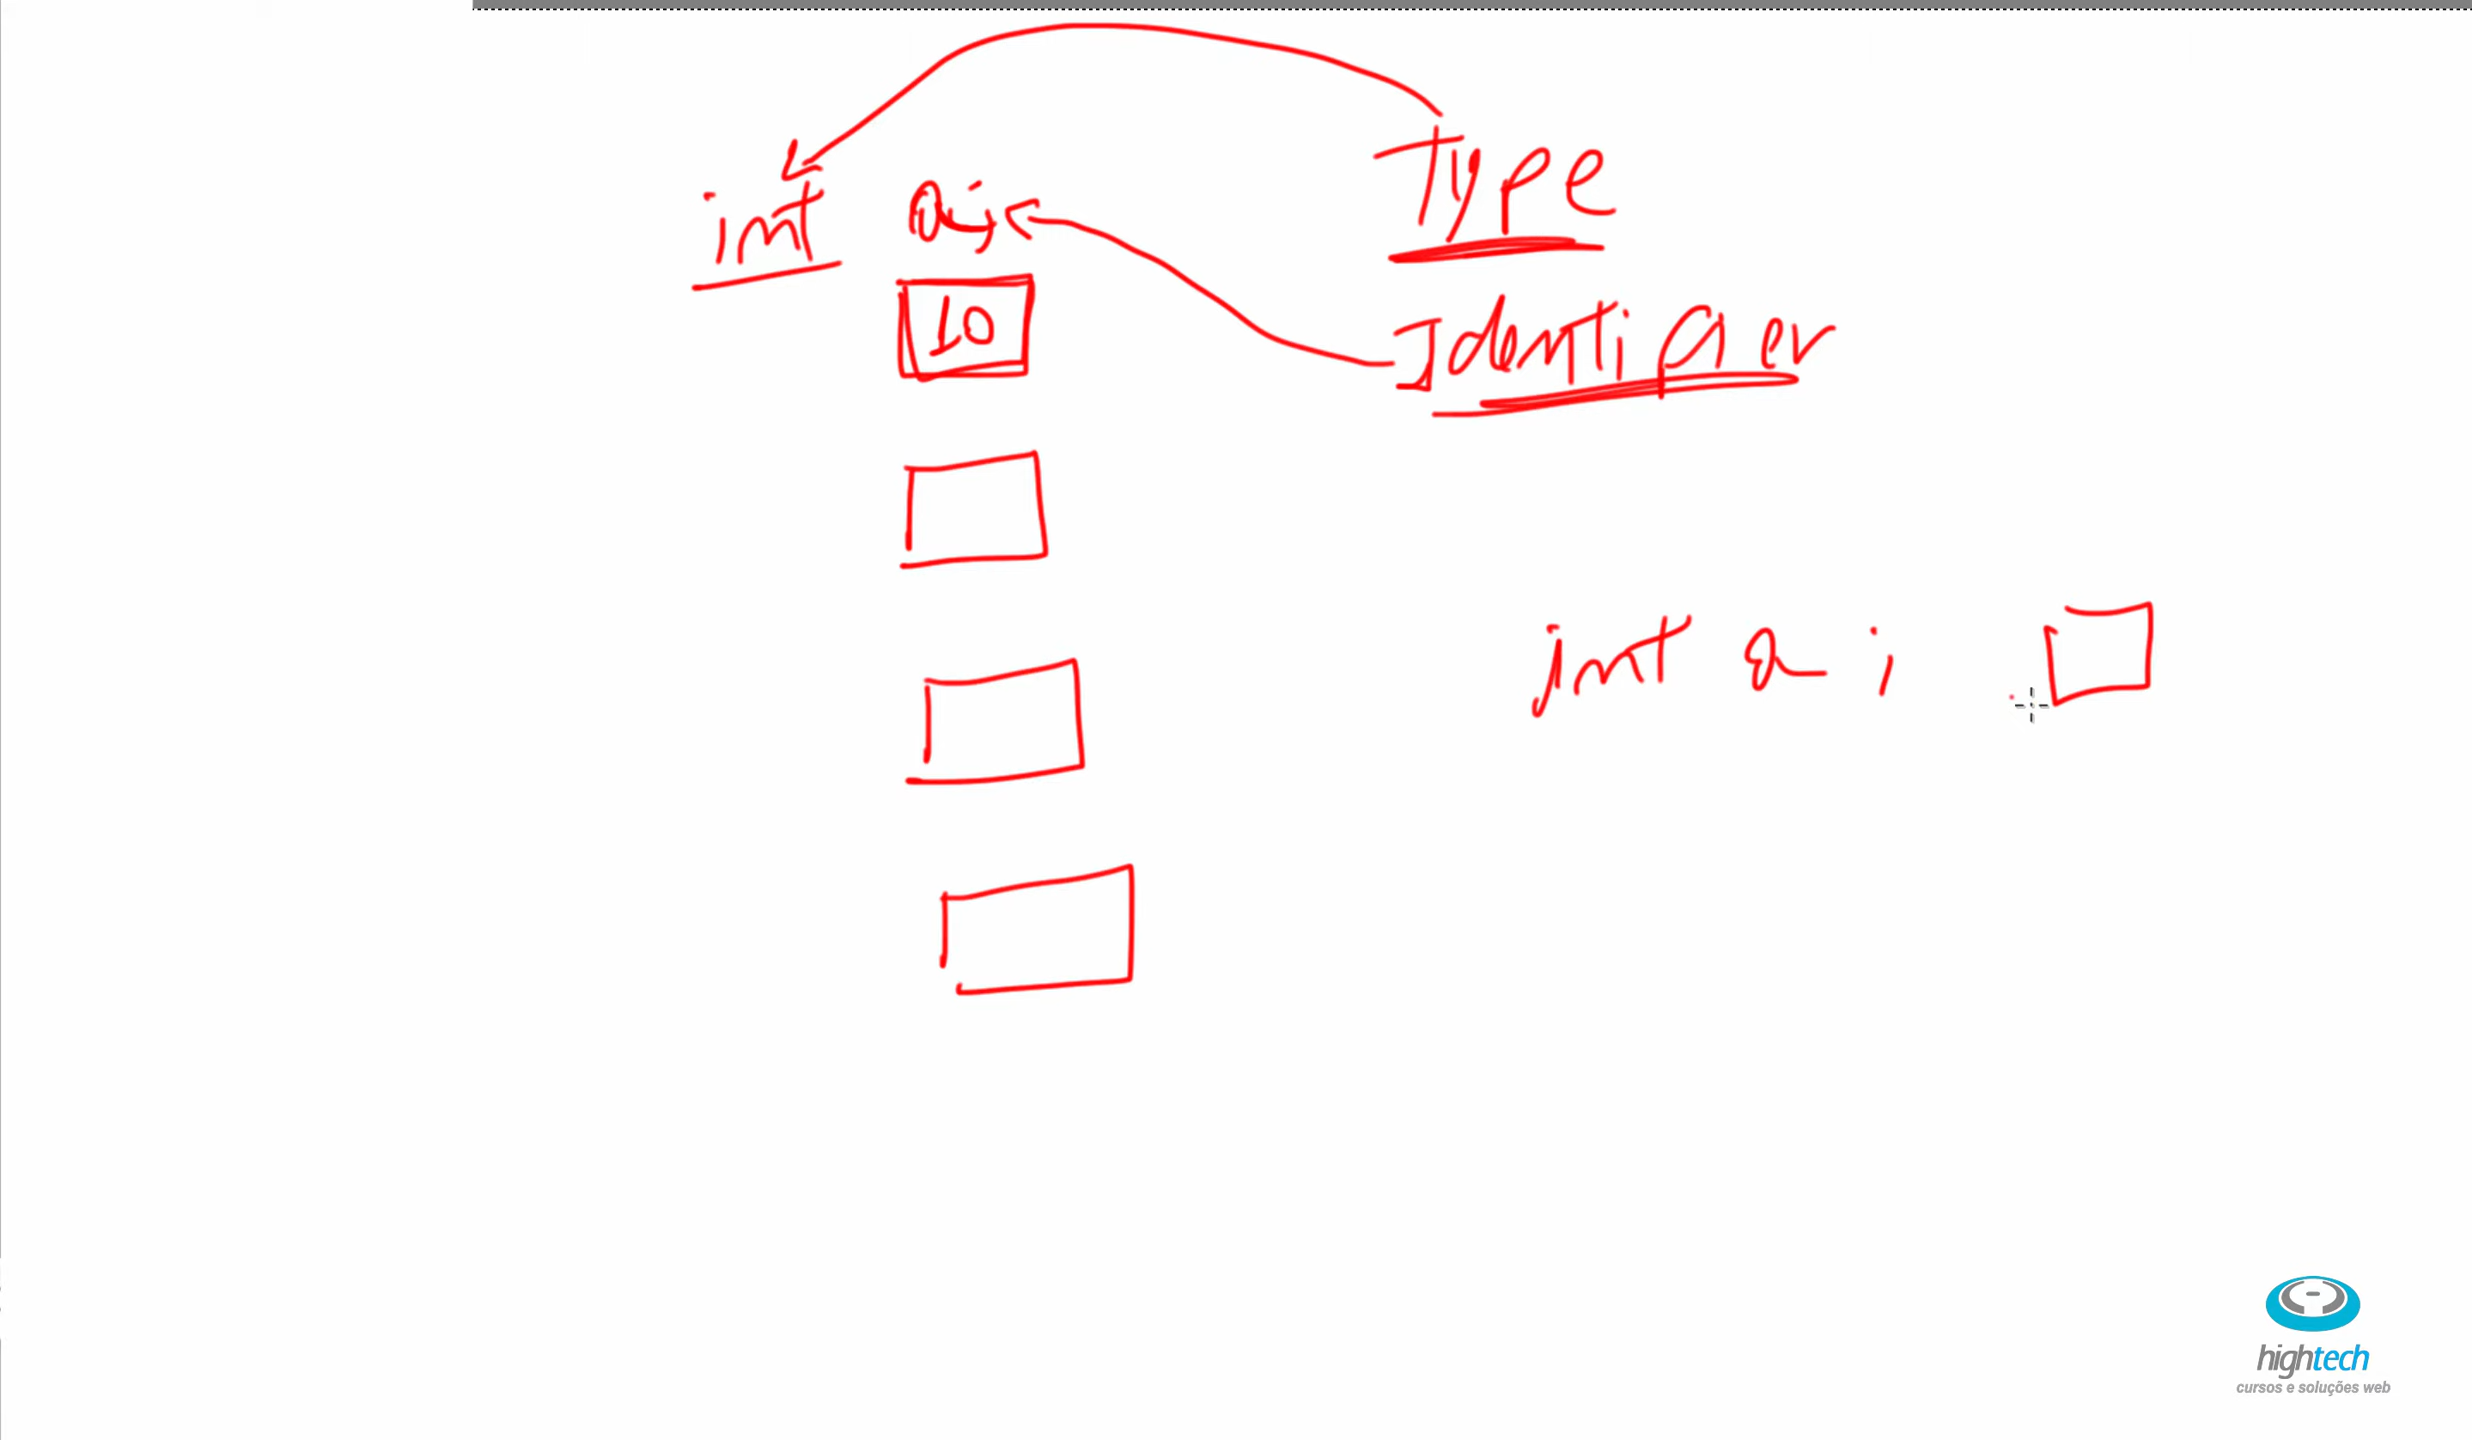 int a;
Type
10
Identifier
int a;
hightech
cursos e soluções web